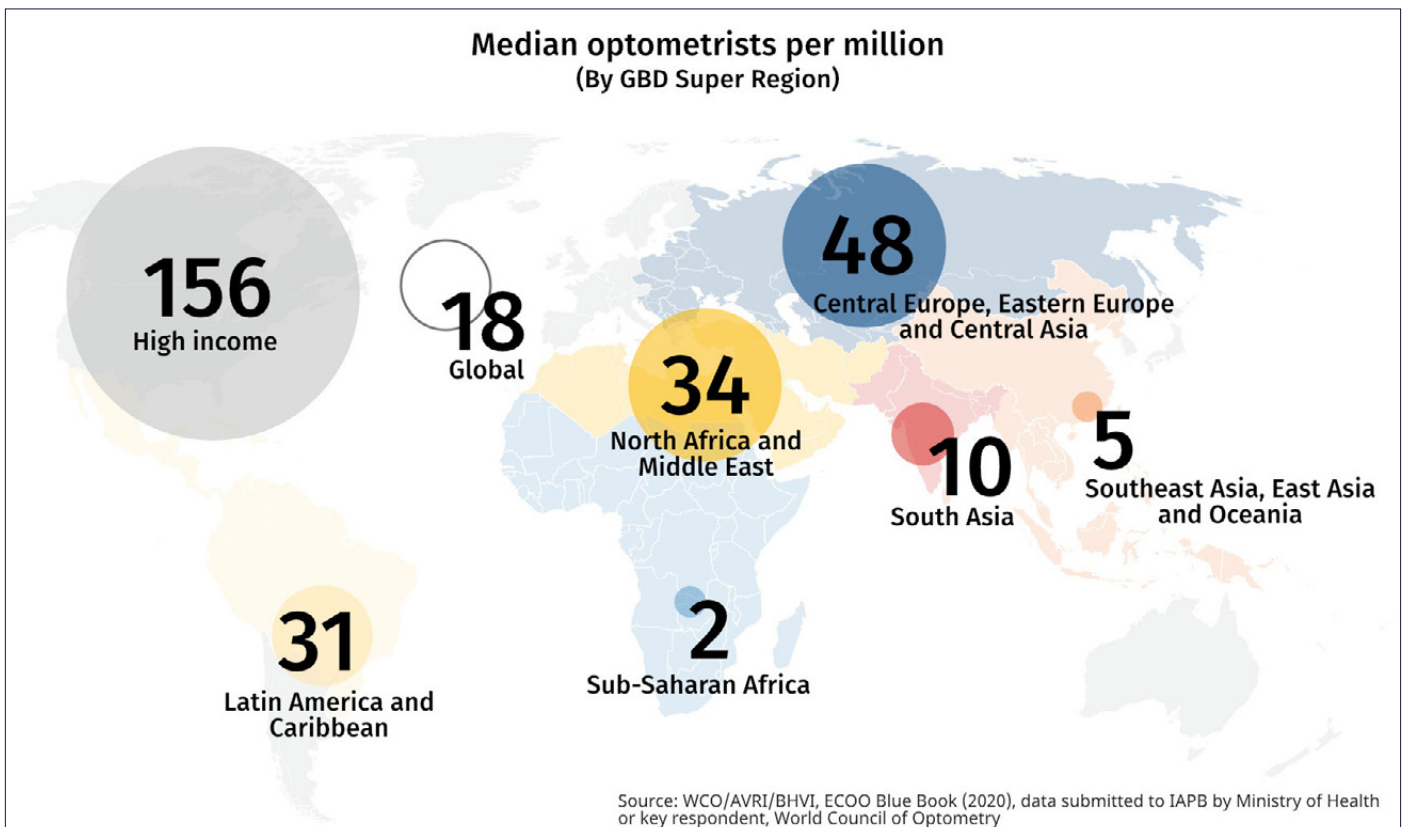 Median optometrists per million
(By GBD Super Region)
156
High income
18
Global
48
Central Europe, Eastern Europe
and Central Asia
34
North Africa and
Middle East
10
South Asia
5
Southeast Asia, East Asia
and Oceania
31
Latin America and
Caribbean
2
Sub-Saharan Africa
Source: WCO/AVRI/BHVI, ECOO Blue Book (2020), data submitted to IAPB by Ministry of Health
or key respondent, World Council of Optometry